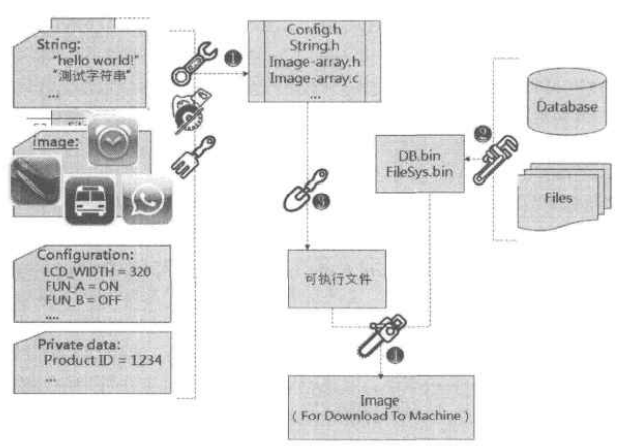 String:
"hello world!"
"测试字符串"
...
Image:
Configuration:
LCD_WIDTH = 320
FUN_A = ON
FUN_B = OFF
....
Private data:
Product ID = 1234
...
❶
Config.h
String.h
Image-array.h
Image-array.c
...
❷
Database
Files
DB.bin
FileSys.bin
❸
可执行文件
❶
Image
( For Download To Machine )